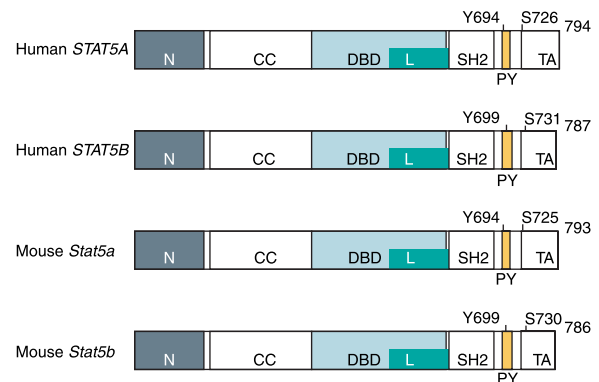 Y694 S726 794
Human STAT5A N CC DBD L SH2 TA
PY
Y699 S731 787
Human STAT5B N CC DBD L SH2 TA
PY
Y694 S725 793
Mouse Stat5a N CC DBD L SH2 TA
PY
Y699 S730 786
Mouse Stat5b N CC DBD L SH2 TA
PY